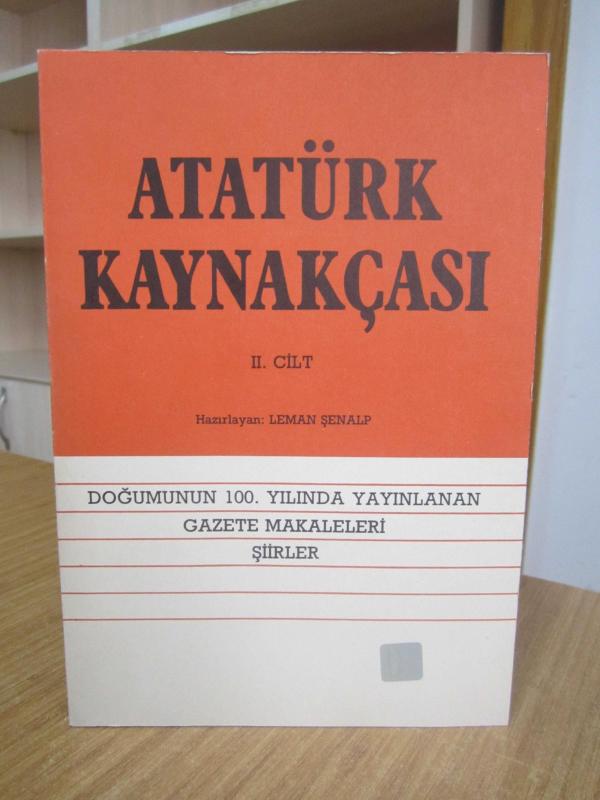 ATATÜRK
KAYNAKÇASI
II. CİLT
Hazırlayan: LEMAN ŞENALP
DOĞUMUNUN 100. YILINDA YAYINLANAN
GAZETE MAKALELERİ
ŞİİRLER